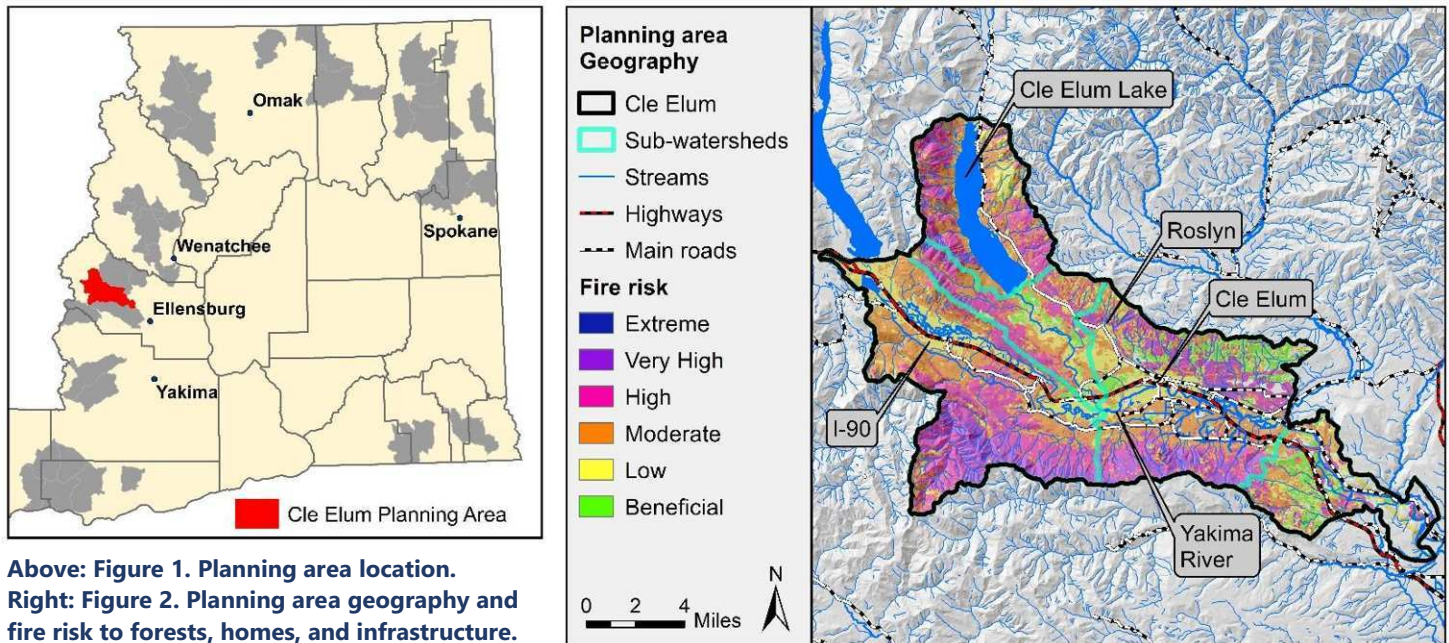 Omak
Wenatchee
Spokane
Ellensburg
Yakima
Cle Elum Planning Area
Above: Figure 1. Planning area location.
Right: Figure 2. Planning area geography and
fire risk to forests, homes, and infrastructure.
Planning area
Geography
Cle Elum
Sub-watersheds
Streams
Highways
Main roads
Fire risk
Extreme
Very High
High
Moderate
Low
Beneficial
N
0 2 4 Miles
Cle Elum Lake
Roslyn
Cle Elum
I-90
Yakima
River